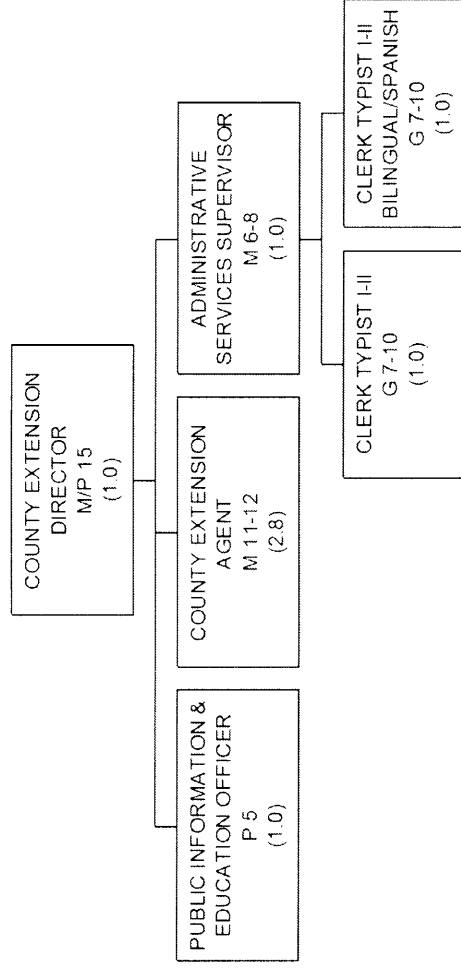 COUNTY EXTENSION
DIRECTOR
M/P 15
(1.0)
PUBLIC INFORMATION &
EDUCATION OFFICER
P 5
(1.0)
COUNTY EXTENSION
AGENT
M 11-12
(2.8)
ADMINISTRATIVE
SERVICES SUPERVISOR
M 6-8
(1.0)
CLERK TYPIST I-II
G 7-10
(1.0)
CLERK TYPIST I-II
BILINGUAL/SPANISH
G 7-10
(1.0)